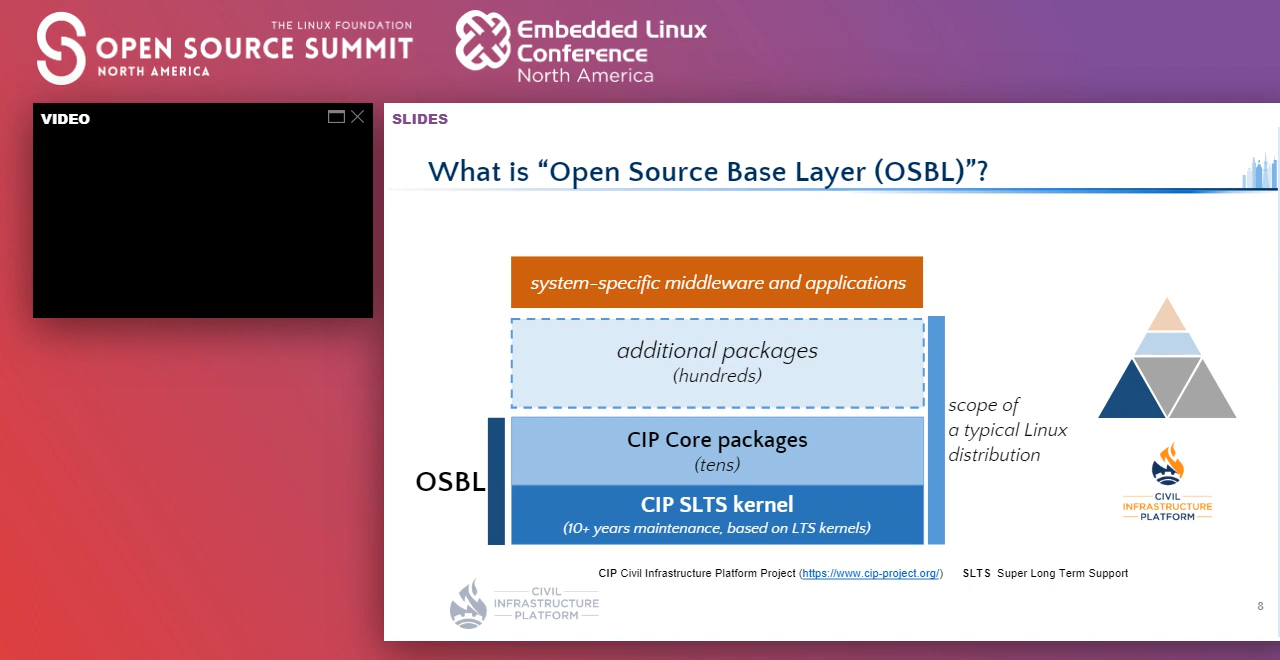 THE LINUX FOUNDATION
OPEN SOURCE SUMMIT
NORTH AMERICA
Embedded Linux
Conference
North America
VIDEO
SLIDES
What is “Open Source Base Layer (OSBL)”?
system-specific middleware and applications
additional packages
(hundreds)
scope of
a typical Linux
distribution
CIP Core packages
(tens)
OSBL
CIP SLTS kernel
(10+ years maintenance, based on LTS kernels)
CIVIL
INFRASTRUCTURE
PLATFORM
CIP Civil Infrastructure Platform Project (https://www.cip-project.org/) SLTS Super Long Term Support
CIVIL
INFRASTRUCTURE
PLATFORM
8